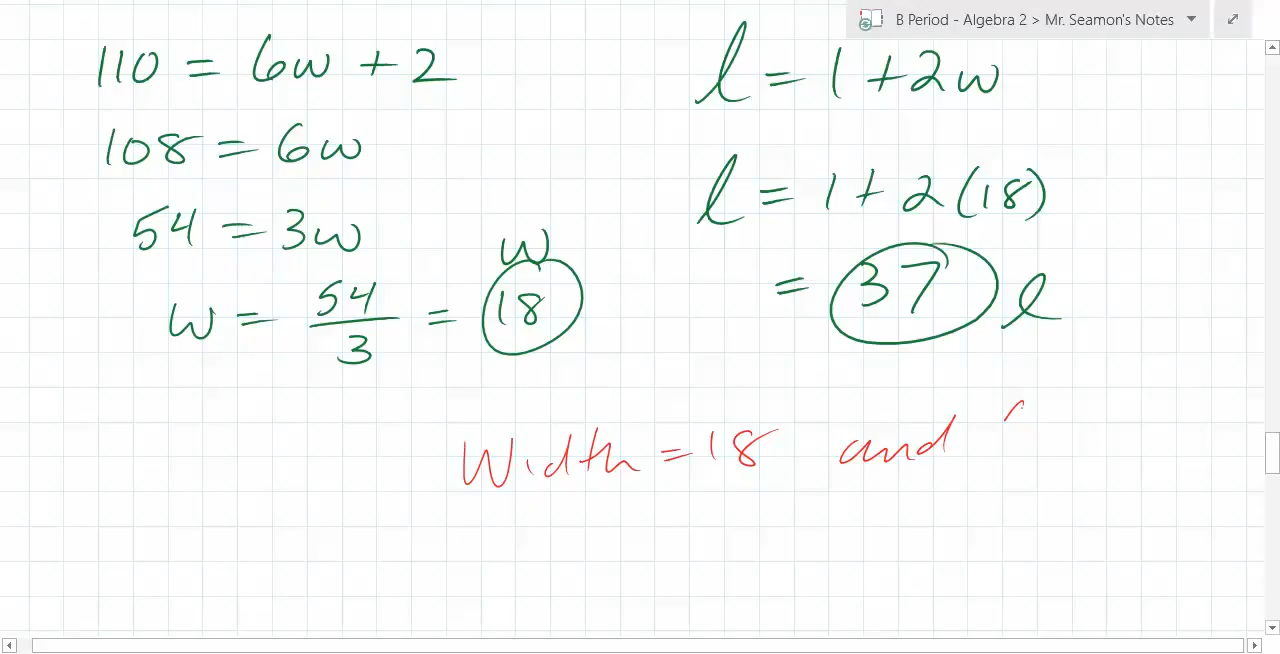 B Period - Algebra 2 > Mr. Seamon's Notes
110 = 6w + 2
108 = 6w
54 = 3w
w = 54/3 = 18
w
l = 1 + 2w
l = 1 + 2(18)
= 37 l
Width = 18 and